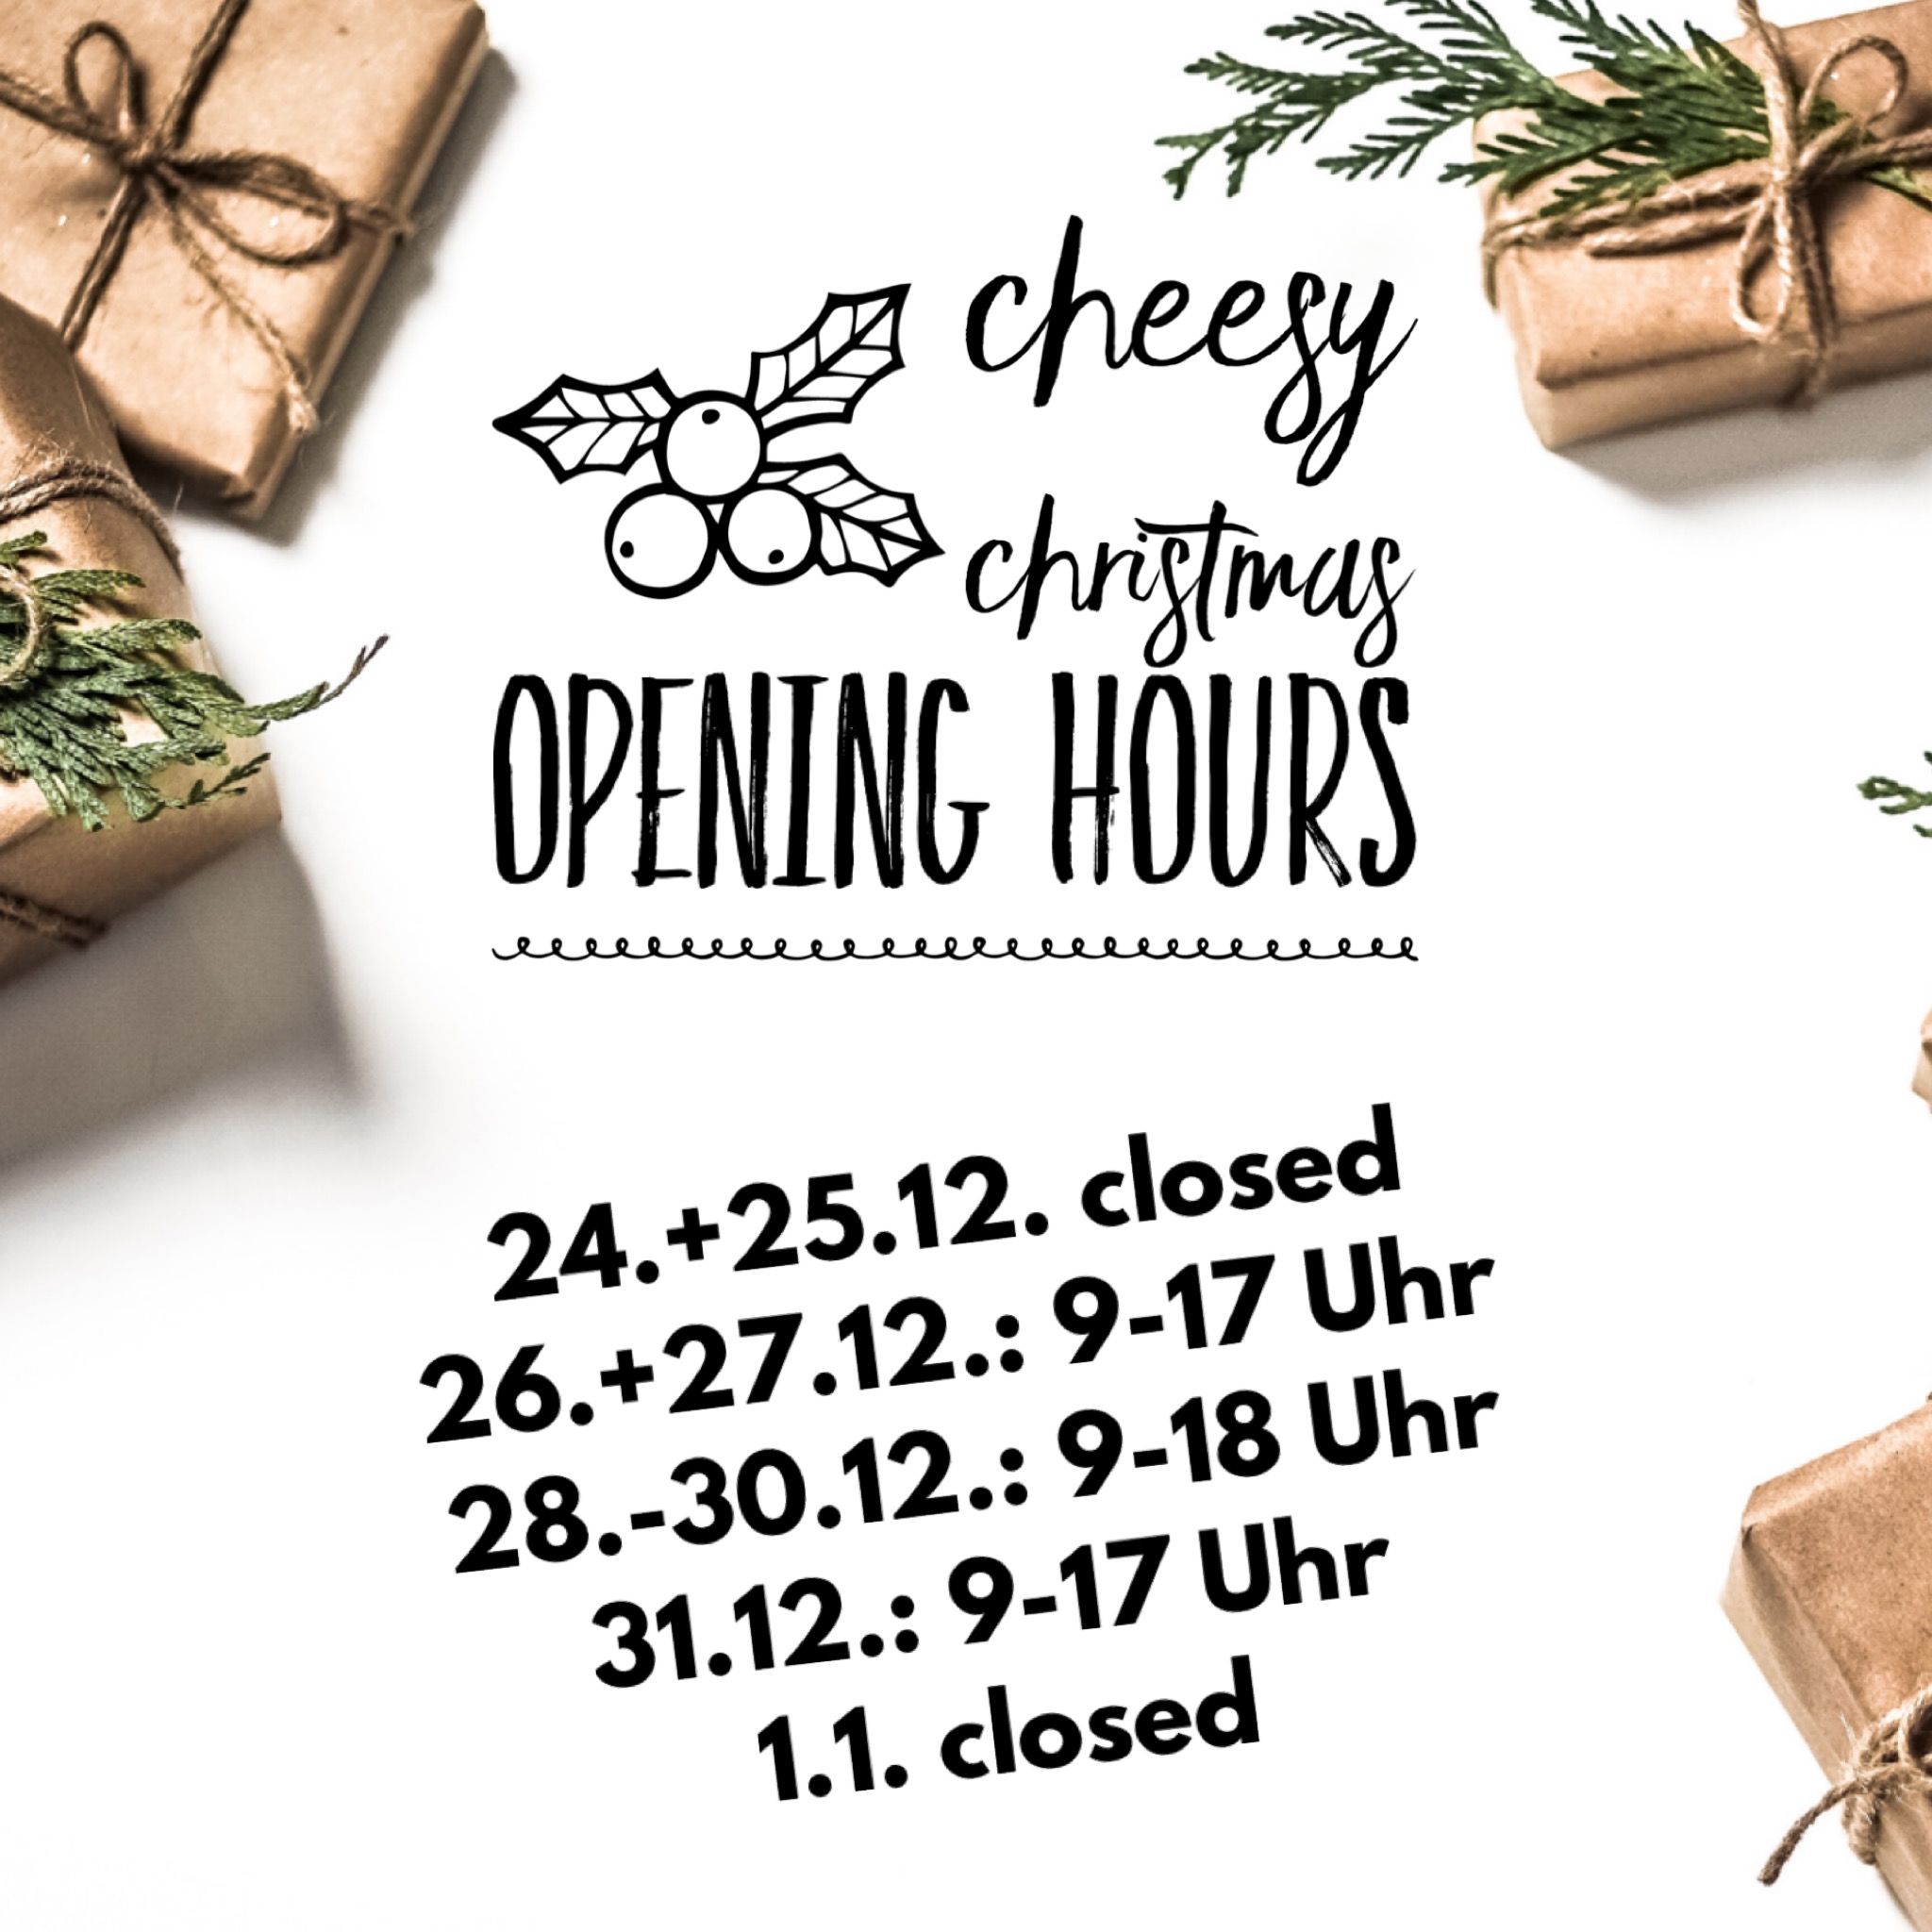 cheesy
christmas
OPENING HOURS
24.+25.12. closed
26.+27.12.: 9-17 Uhr
28.-30.12.: 9-18 Uhr
31.12.: 9-17 Uhr
1.1. closed